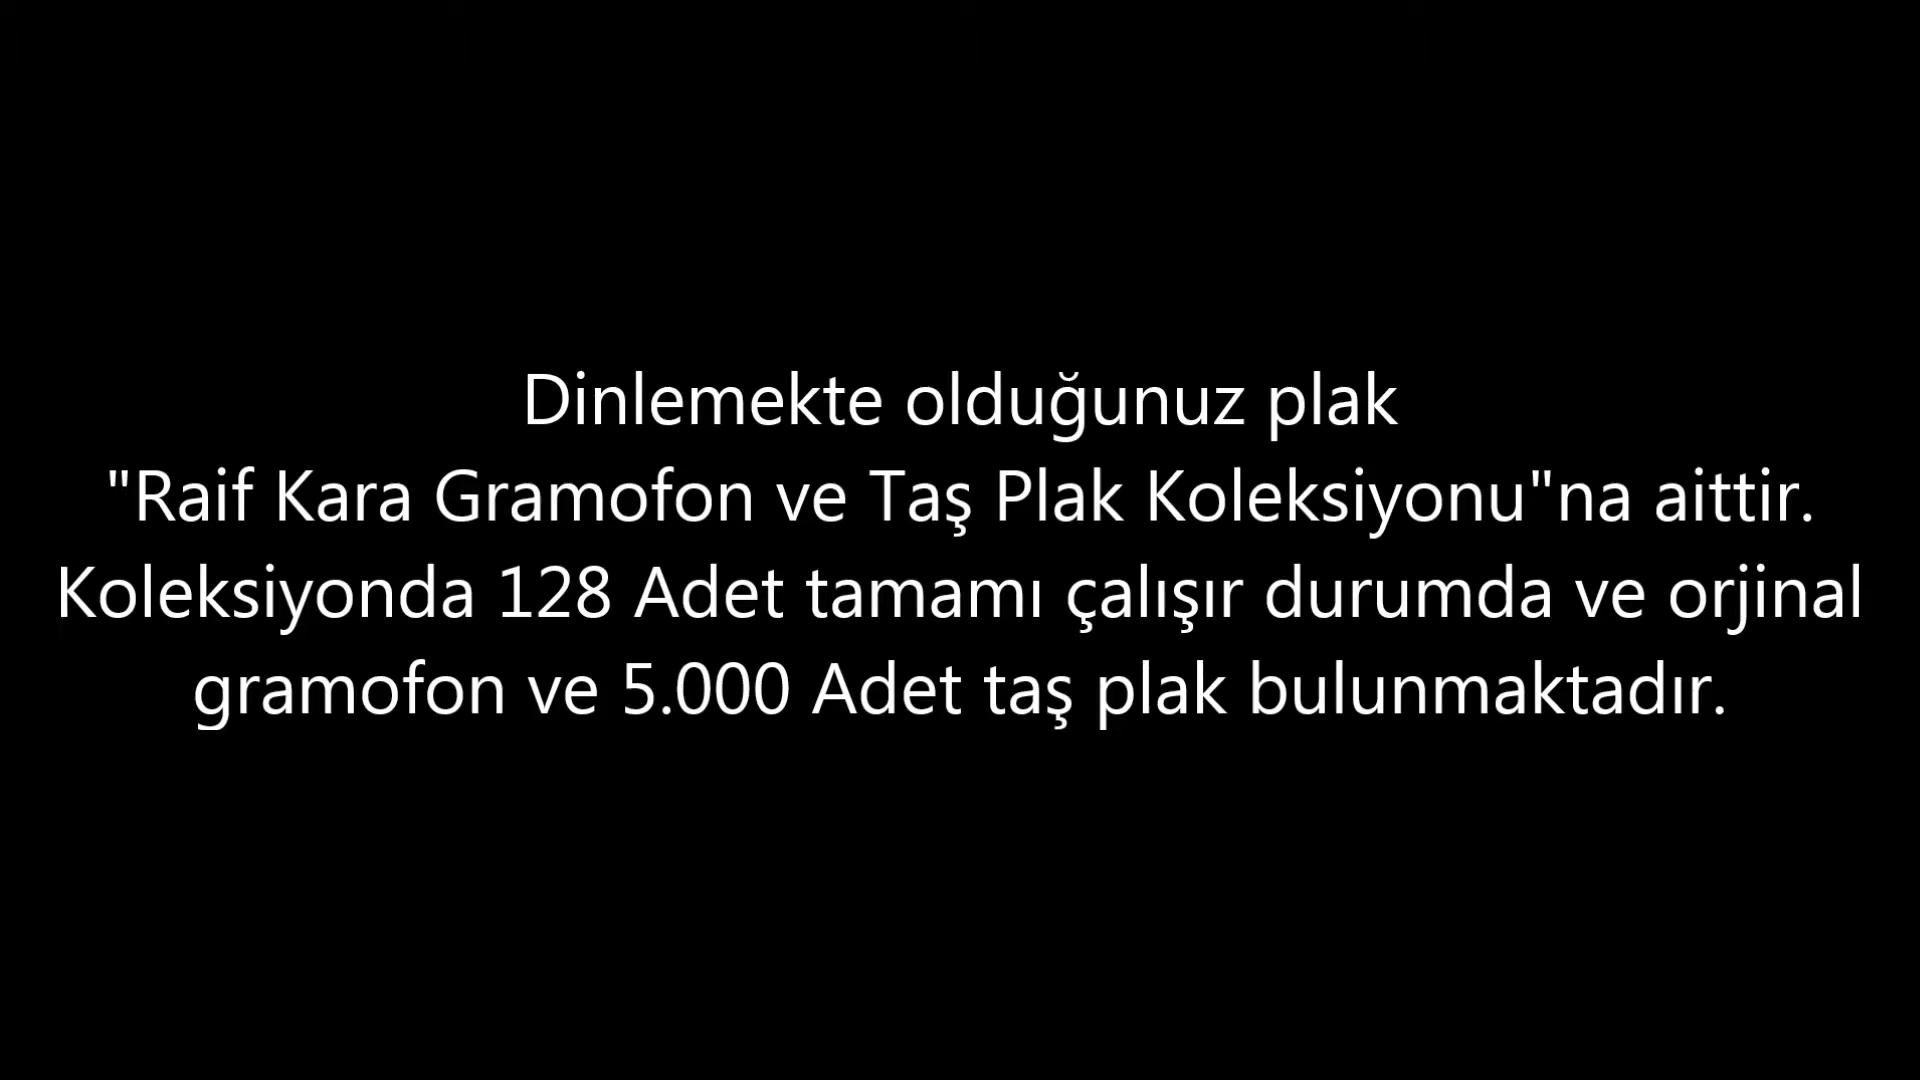 Dinlemekte olduğunuz plak
"Raif Kara Gramofon ve Taş Plak Koleksiyonu"na aittir.
Koleksiyonda 128 Adet tamamı çalışır durumda ve orjinal
gramofon ve 5.000 Adet taş plak bulunmaktadır.